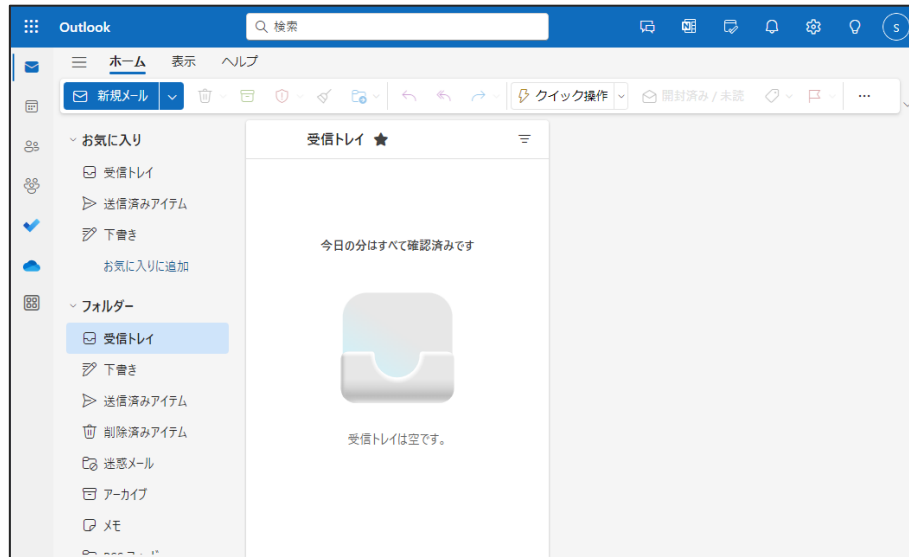 Outlook
検索
S
ホーム 表示 ヘルプ
新規メール
クイック操作
開封済み / 未読
お気に入り
受信トレイ
送信済みアイテム
下書き
お気に入りに追加
フォルダー
受信トレイ
下書き
送信済みアイテム
削除済みアイテム
迷惑メール
アーカイブ
メモ
受信トレイ
今日の分はすべて確認済みです
受信トレイは空です。